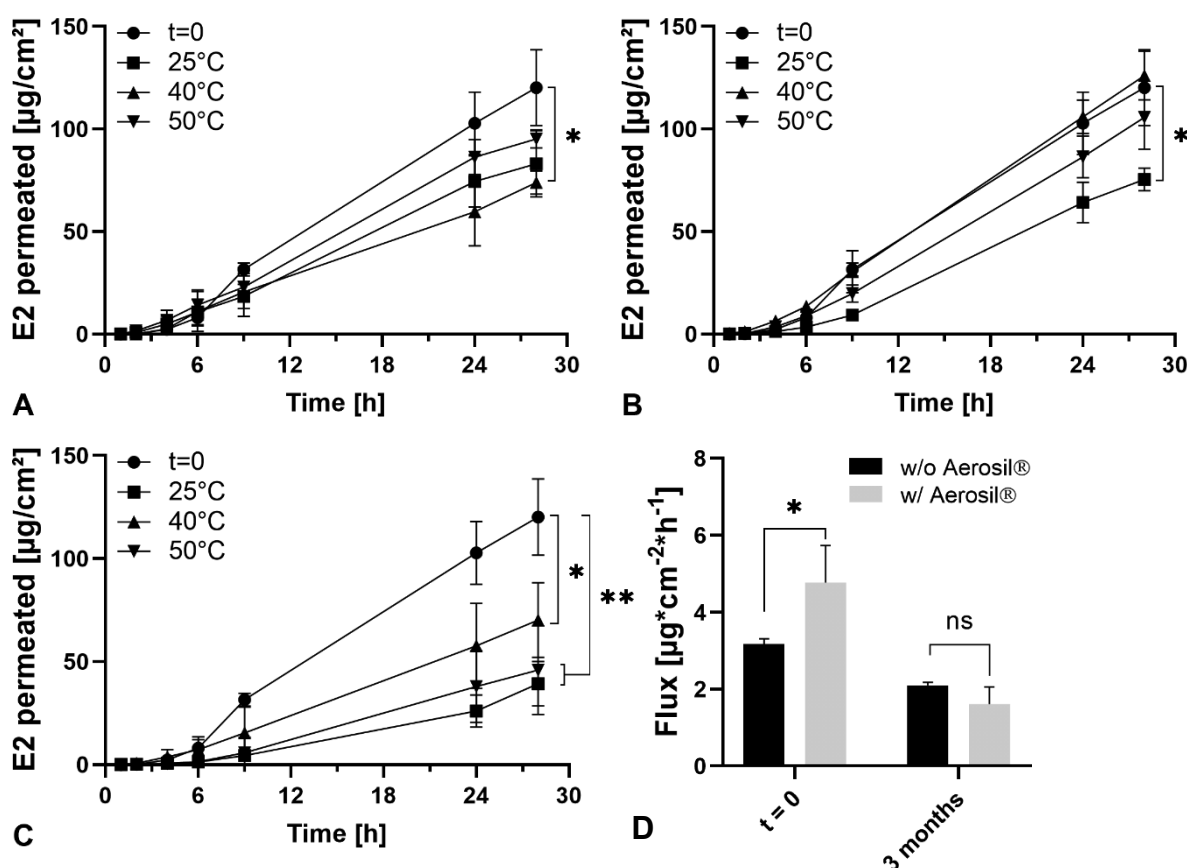 E2 permeated [µg/cm²]
150
100
50
0
t=0
25°C
40°C
50°C
*
0 6 12 18 24 30
Time [h]
A
E2 permeated [µg/cm²]
150
100
50
0
t=0
25°C
40°C
50°C
*
0 6 12 18 24 30
Time [h]
B
E2 permeated [µg/cm²]
150
100
50
0
t=0
25°C
40°C
50°C
*
**
0 6 12 18 24 30
Time [h]
C
Flux [µg*cm⁻²*h⁻¹]
8
6
4
2
0
w/o Aerosil®
w/ Aerosil®
*
ns
t = 0
3 months
D